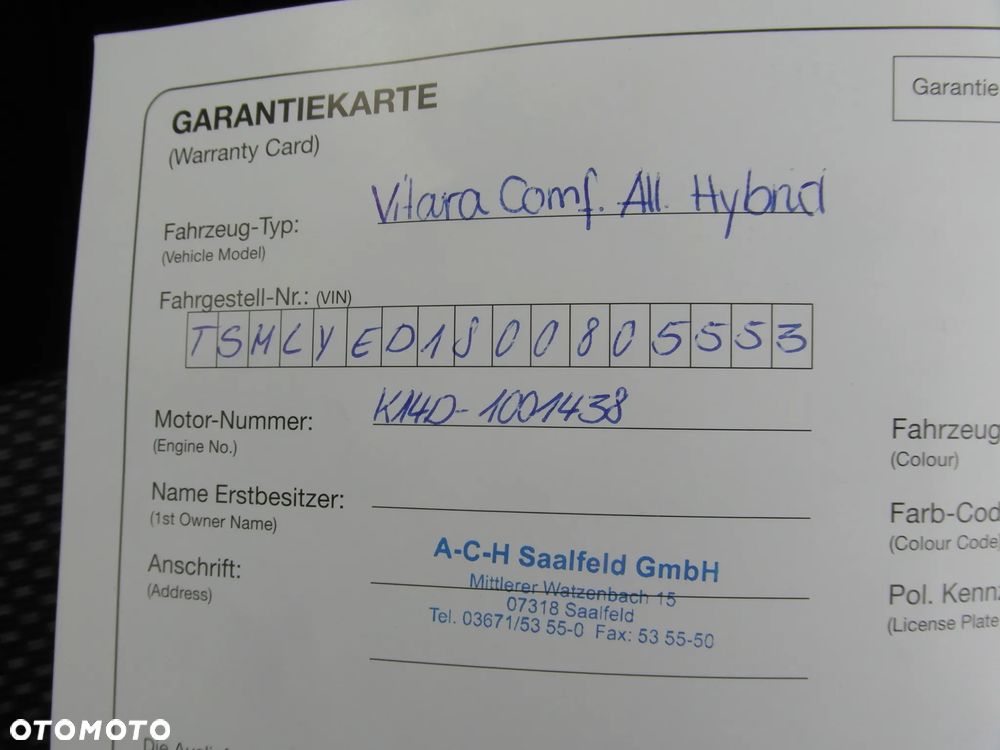 GARANTIEKARTE
(Warranty Card)
Garantie
Fahrzeug-Typ: Vitara Comf. All. Hybrid
(Vehicle Model)
Fahrgestell-Nr.: (VIN)
TSMLYED1800805553
Motor-Nummer: K14D-1001438
(Engine No.)
Name Erstbesitzer:
(1st Owner Name)
Anschrift:
(Address)
A-C-H Saalfeld GmbH
Mittlerer Watzenbach 15
07318 Saalfeld
Tel. 03671/53 55-0 Fax: 53 55-50
Fahrzeug
(Colour)
Farb-Cod
(Colour Code)
Pol. Kennz
(License Plate
OTOMOTO